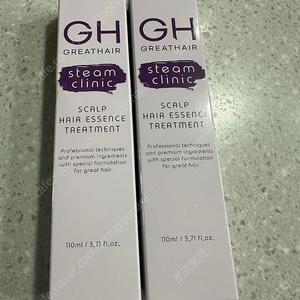 GH
GREATHAIR
steam
clinic
SCALP
HAIR ESSENCE
TREATMENT
Professional techniques
and premium ingredients
with special formulation
for great hair
110ml / 3.71 fl.oz.
GH
GREATHAIR
steam
clinic
SCALP
HAIR ESSENCE
TREATMENT
Professional techniques
and premium ingredients
with special formulation
for great hair
110ml / 3.71 fl.oz.